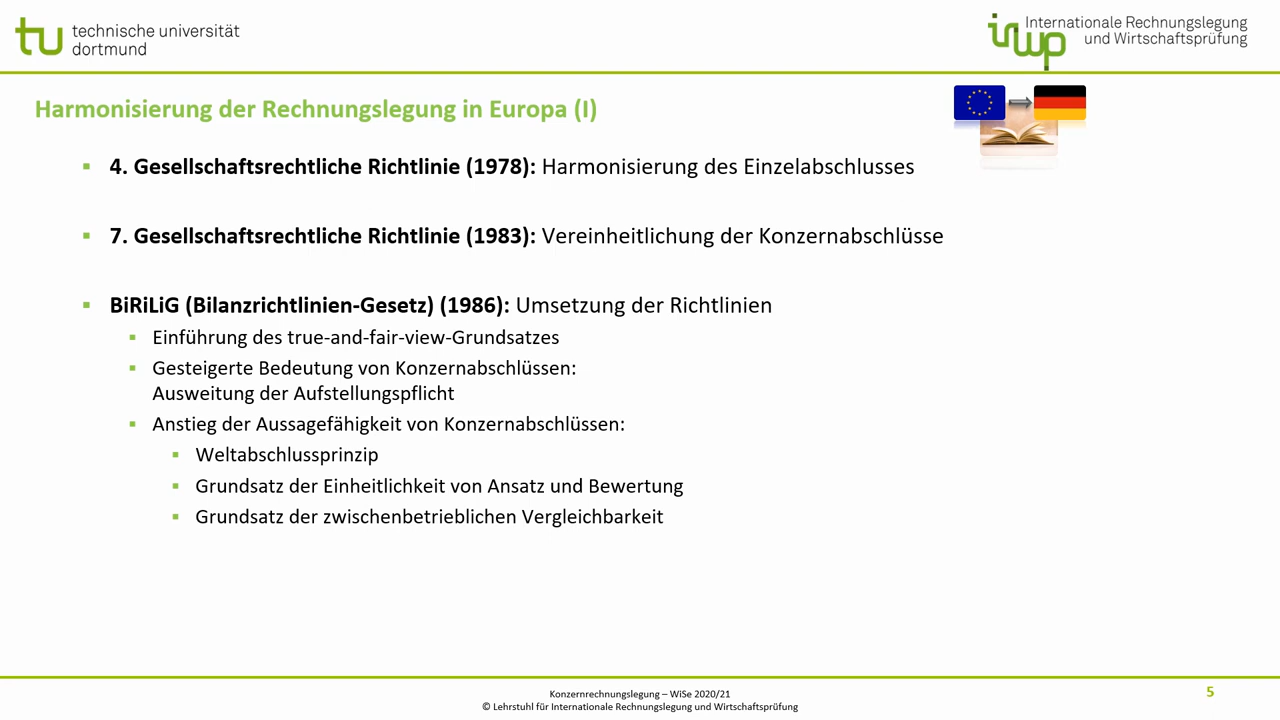 technische universität
dortmund
Internationale Rechnungslegung
und Wirtschaftsprüfung
Harmonisierung der Rechnungslegung in Europa (I)
4. Gesellschaftsrechtliche Richtlinie (1978): Harmonisierung des Einzelabschlusses
7. Gesellschaftsrechtliche Richtlinie (1983): Vereinheitlichung der Konzernabschlüsse
BiRiLiG (Bilanzrichtlinien-Gesetz) (1986): Umsetzung der Richtlinien
Einführung des true-and-fair-view-Grundsatzes
Gesteigerte Bedeutung von Konzernabschlüssen:
Ausweitung der Aufstellungspflicht
Anstieg der Aussagefähigkeit von Konzernabschlüssen:
Weltabschlussprinzip
Grundsatz der Einheitlichkeit von Ansatz und Bewertung
Grundsatz der zwischenbetrieblichen Vergleichbarkeit
Konzernrechnungslegung – WiSe 2020/21
© Lehrstuhl für Internationale Rechnungslegung und Wirtschaftsprüfung
5